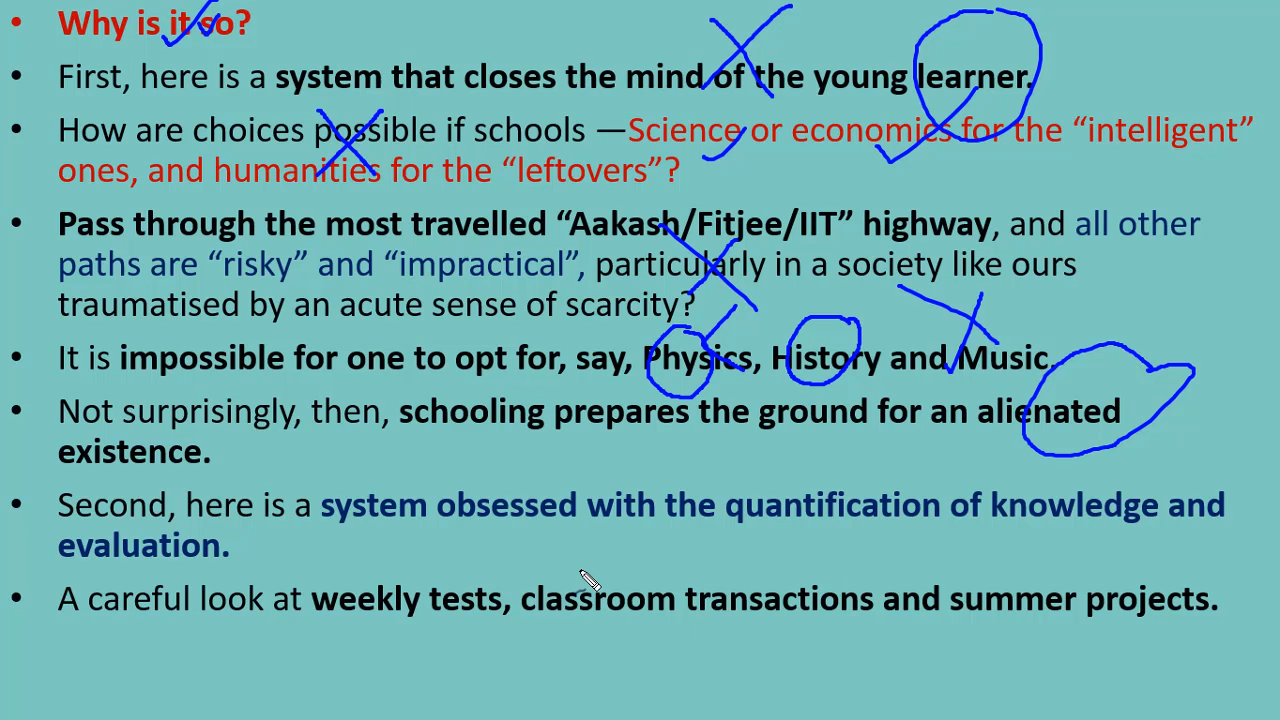 • Why is it so?
• First, here is a system that closes the mind of the young learner.
• How are choices possible if schools —Science or economics for the “intelligent”
ones, and humanities for the “leftovers”?
• Pass through the most travelled “Aakash/Fitjee/IIT” highway, and all other
paths are “risky” and “impractical”, particularly in a society like ours
traumatised by an acute sense of scarcity?
• It is impossible for one to opt for, say, Physics, History and Music.
• Not surprisingly, then, schooling prepares the ground for an alienated
existence.
• Second, here is a system obsessed with the quantification of knowledge and
evaluation.
• A careful look at weekly tests, classroom transactions and summer projects.